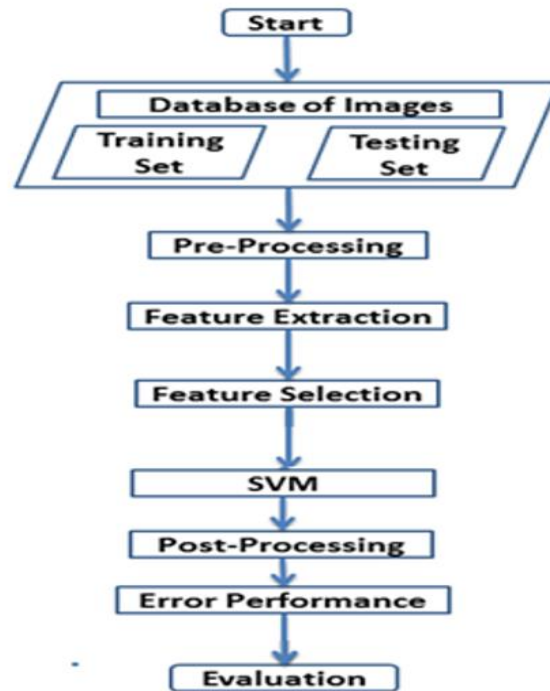 Start
Database of Images
Training
Set
Testing
Set
Pre-Processing
Feature Extraction
Feature Selection
SVM
Post-Processing
Error Performance
Evaluation